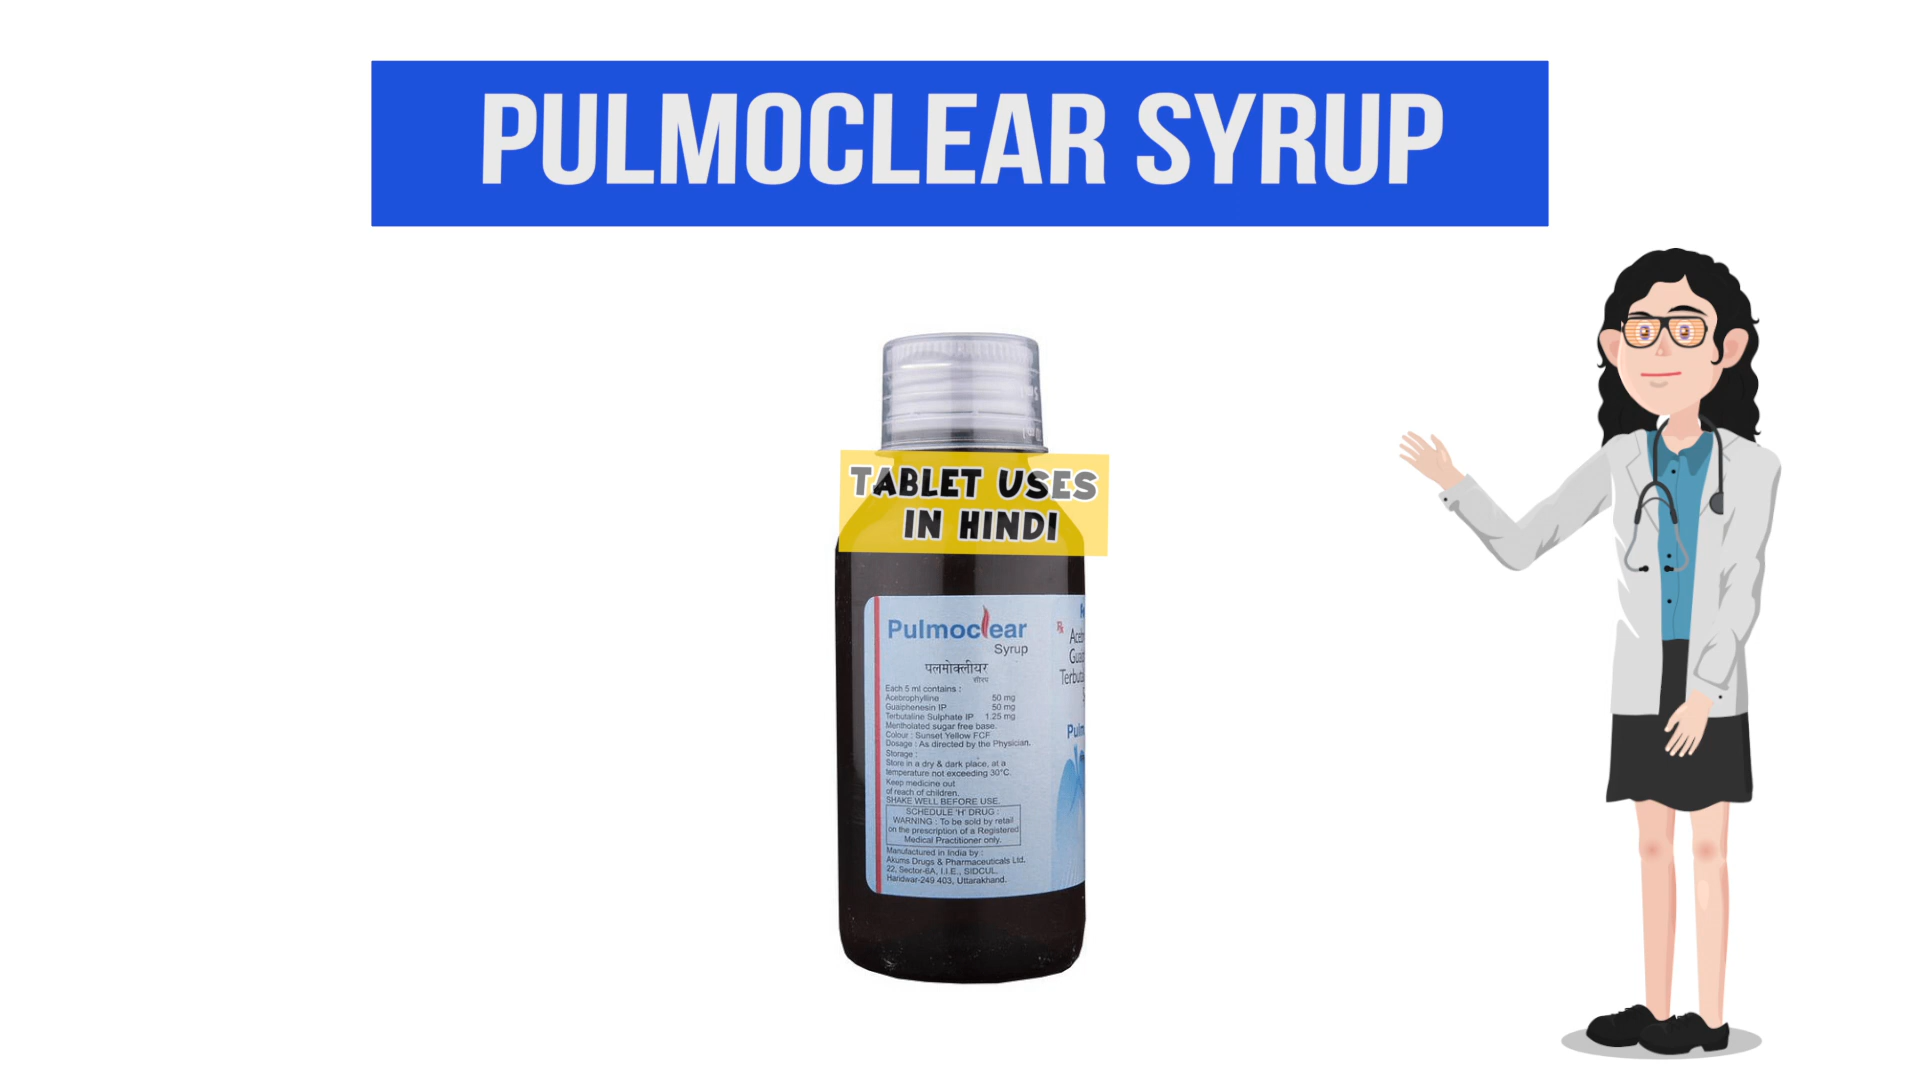 PULMOCLEAR SYRUP
TABLET USES
IN HINDI
Pulmoclear
Syrup
पलमोक्लीयर
सीरप
Each 5 ml contains :
Acebrophylline 50 mg
Guaiphenesin IP 50 mg
Terbutaline Sulphate IP 1.25 mg
Mentholated sugar free base.
Colour : Sunset Yellow FCF
Dosage : As directed by the Physician.
Storage :
Store in a dry & dark place, at a
temperature not exceeding 30°C.
Keep medicine out
of reach of children.
SHAKE WELL BEFORE USE.
SCHEDULE 'H' DRUG :
WARNING : To be sold by retail
on the prescription of a Registered
Medical Practitioner only.
Manufactured in India by :
Akums Drugs & Pharmaceuticals Ltd.
22, Sector-6A, I.I.E., SIDCUL,
Haridwar-249 403, Uttarakhand.
Rx